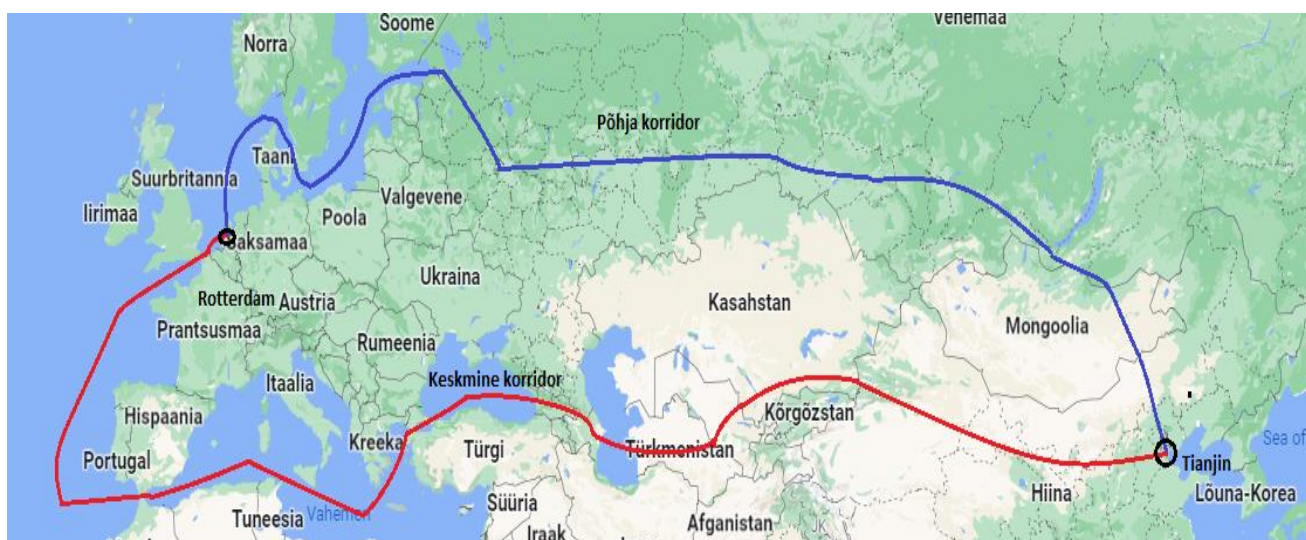 Soome
Venemaa
Norra
Põhja korridor
Taani
Suurbritannia
Iirimaa
Valgevene
Poola
Saksamaa
Ukraina
Rotterdam
Austria
Kasahstan
Prantsusmaa
Mongoolia
Rumeenia
Itaalia
Keskmine korridor
Hispaania
Kõrgõzstan
Kreeka
Türgi
Türkmenistan
Portugal
Sea of
Tianjin
Hiina
Lõuna-Korea
Süüria
Tuneesia
Vahemeri
Afganistan
Iraak